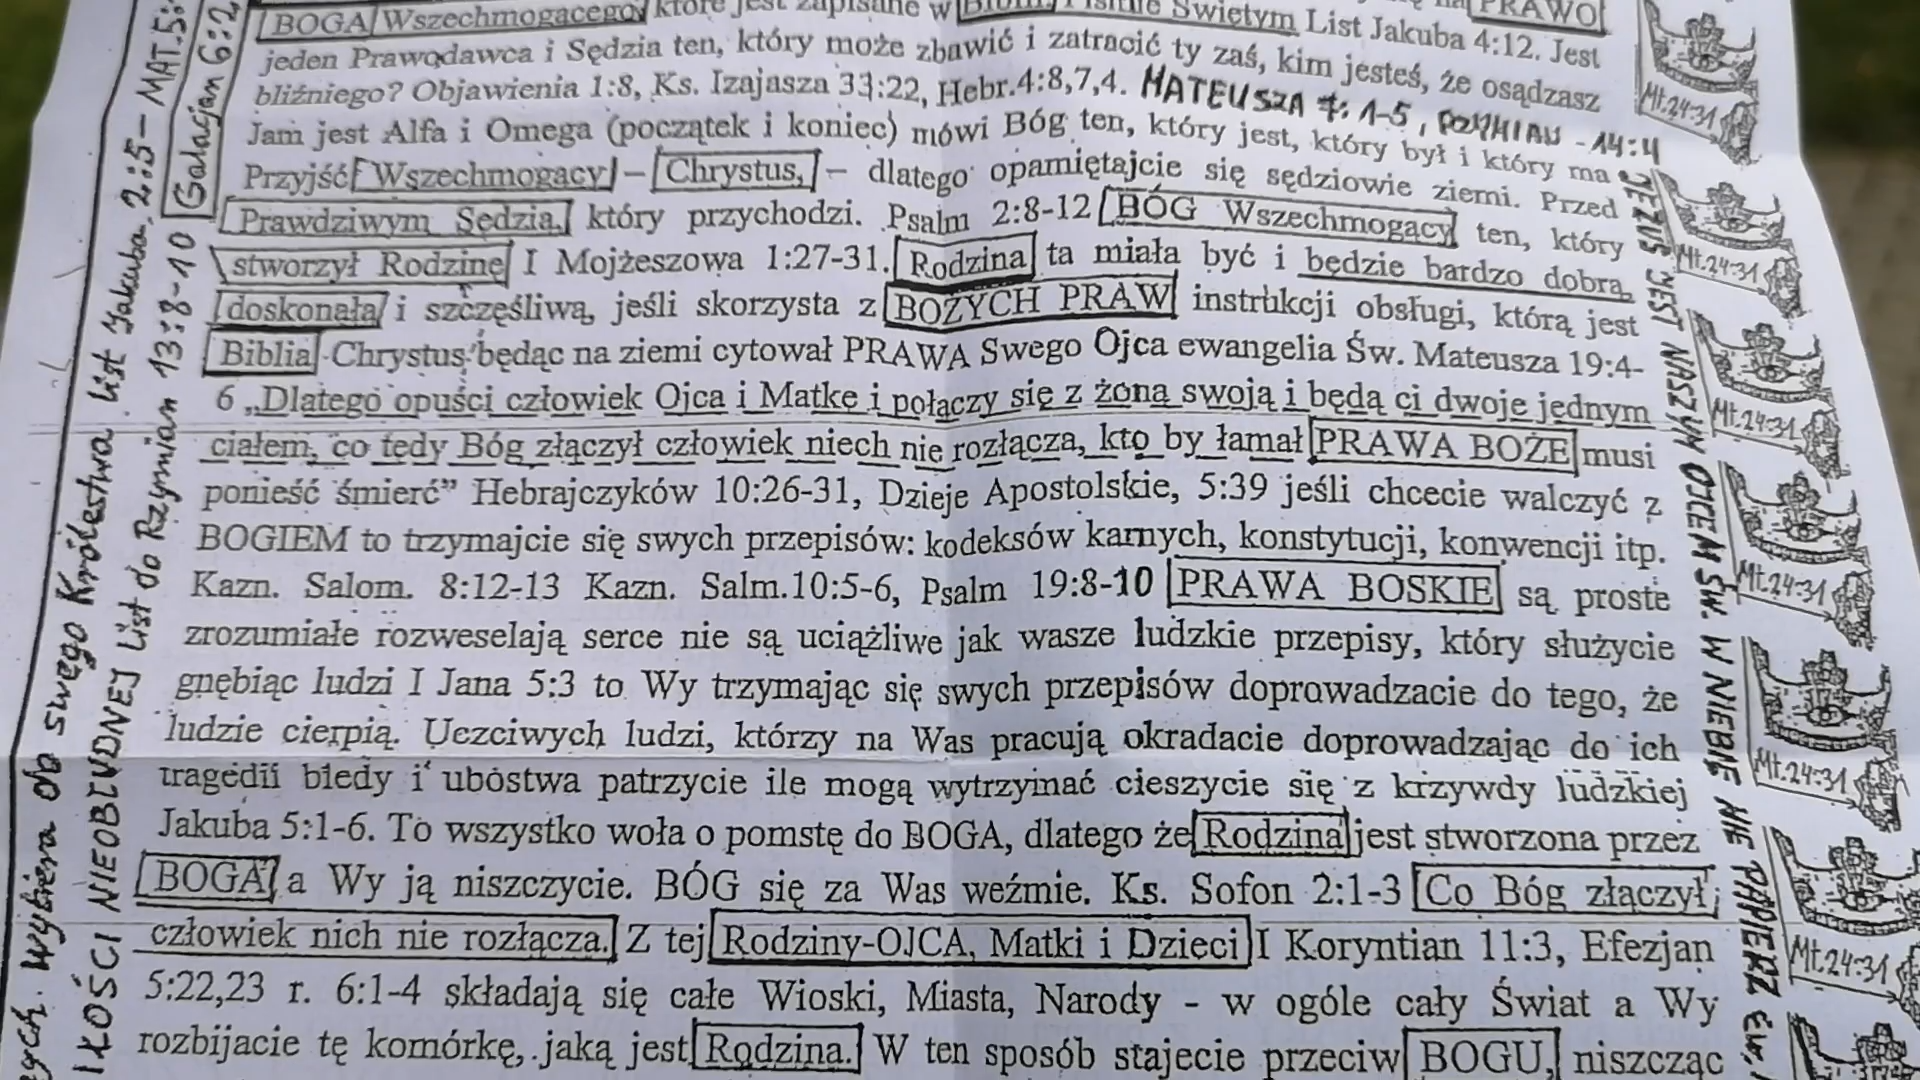 BOGA Wszechmogącego które jest zapisane w Świętym List Jakuba 4:12. Jest
jeden Prawodawca i Sędzia ten, który może zbawić i zatracić ty zaś, kim jesteś, że osądzasz
bliźniego? Objawienia 1:8, Ks. Izajasza 33:22, Hebr.4:8,7,4. MATEUSZA 7:1-5, RZYMIAN - 14:4
Jam jest Alfa i Omega (początek i koniec) mówi Bóg ten, który jest, który był i który ma
Przyjść Wszechmogący – Chrystus, – dlatego opamiętajcie się sędziowie ziemi. Przed
Prawdziwym Sędzią, który przychodzi. Psalm 2:8-12 BÓG Wszechmogący ten, który
stworzył Rodzinę I Mojżeszowa 1:27-31. Rodzina ta miała być i będzie bardzo dobrą,
doskonałą i szczęśliwą, jeśli skorzysta z BOŻYCH PRAW instrukcji obsługi, którą jest
Biblia Chrystus będąc na ziemi cytował PRAWA Swego Ojca ewangelia Św. Mateusza 19:4-
6 „Dlatego opuści człowiek Ojca i Matkę i połączy się z żoną swoją i będą ci dwoje jednym
ciałem, co tedy Bóg złączył człowiek niech nie rozłącza, kto by łamał PRAWA BOŻE musi
ponieść śmierć” Hebrajczyków 10:26-31, Dzieje Apostolskie, 5:39 jeśli chcecie walczyć z
BOGIEM to trzymajcie się swych przepisów: kodeksów karnych, konstytucji, konwencji itp.
Kazn. Salom. 8:12-13 Kazn. Salm.10:5-6, Psalm 19:8-10 PRAWA BOSKIE są proste
zrozumiałe rozweselają serce nie są uciążliwe jak wasze ludzkie przepisy, który służycie
gnębiąc ludzi I Jana 5:3 to Wy trzymając się swych przepisów doprowadzacie do tego, że
ludzie cierpią. Uczciwych ludzi, którzy na Was pracują okradacie doprowadzając do ich
tragedii biedy i ubóstwa patrzycie ile mogą wytrzymać cieszycie się z krzywdy ludzkiej
Jakuba 5:1-6. To wszystko woła o pomstę do BOGA, dlatego że Rodzina jest stworzona przez
BOGA a Wy ją niszczycie. BÓG się za Was weźmie. Ks. Sofon 2:1-3 Co Bóg złączył,
człowiek nich nie rozłącza. Z tej Rodziny-OJCA, Matki i Dzieci I Koryntian 11:3, Efezjan
5:22,23 r. 6:1-4 składają się całe Wioski, Miasta, Narody - w ogóle cały Świat a Wy
rozbijacie tę komórkę, jaką jest Rodzina. W ten sposób stajecie przeciw BOGU, niszcząc
wybiera do swego Królestwa List Jakuba 2:5 – MAT.5:
NIEOBŁUDNEJ List do Rzymian 13:8-10 Galacjan 6:2
JEZUS JEST NASZYM OJCEM ŚW. W NIEBIE NIE PAPIERZ
Mt.24:31
Mt.24:31
Mt.24:31
Mt.24:31
Mt.24:31
Mt.24:31